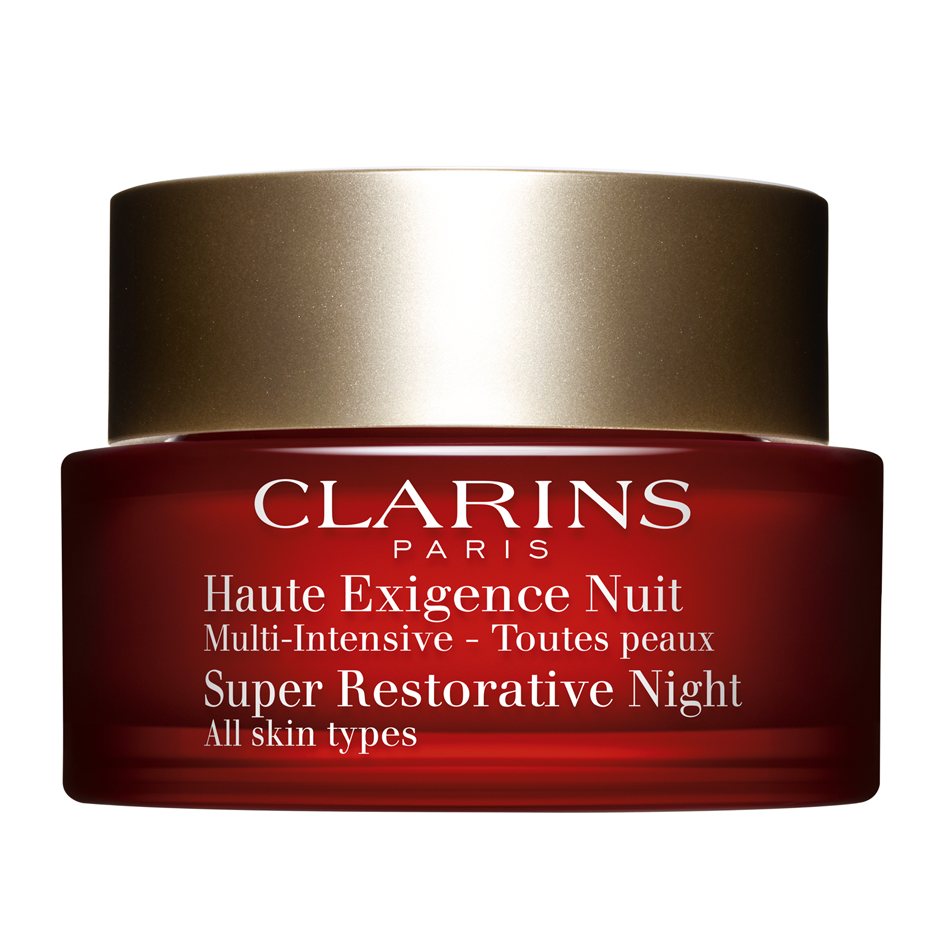 CLARINS
PARIS
Haute Exigence Nuit
Multi-Intensive - Toutes peaux
Super Restorative Night
All skin types